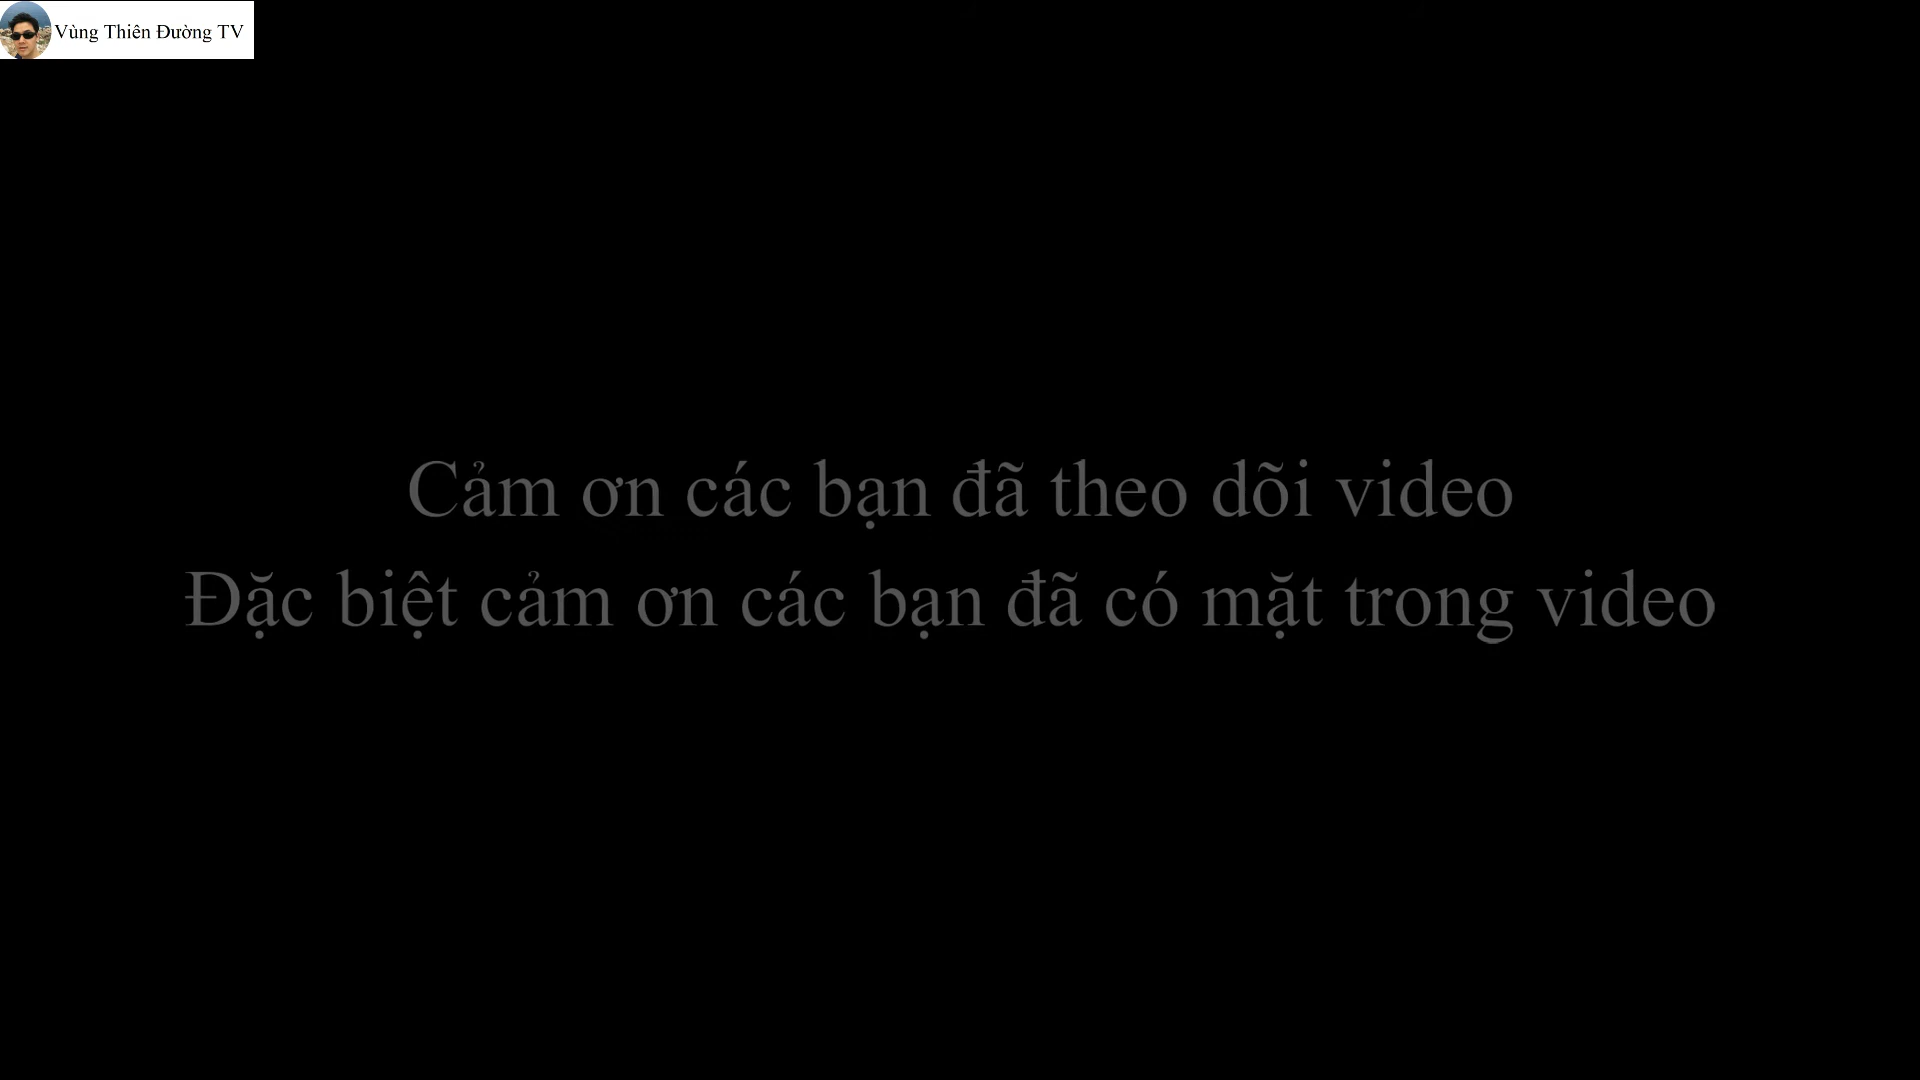 Vùng Thiên Đường TV
Cảm ơn các bạn đã theo dõi video
Đặc biệt cảm ơn các bạn đã có mặt trong video